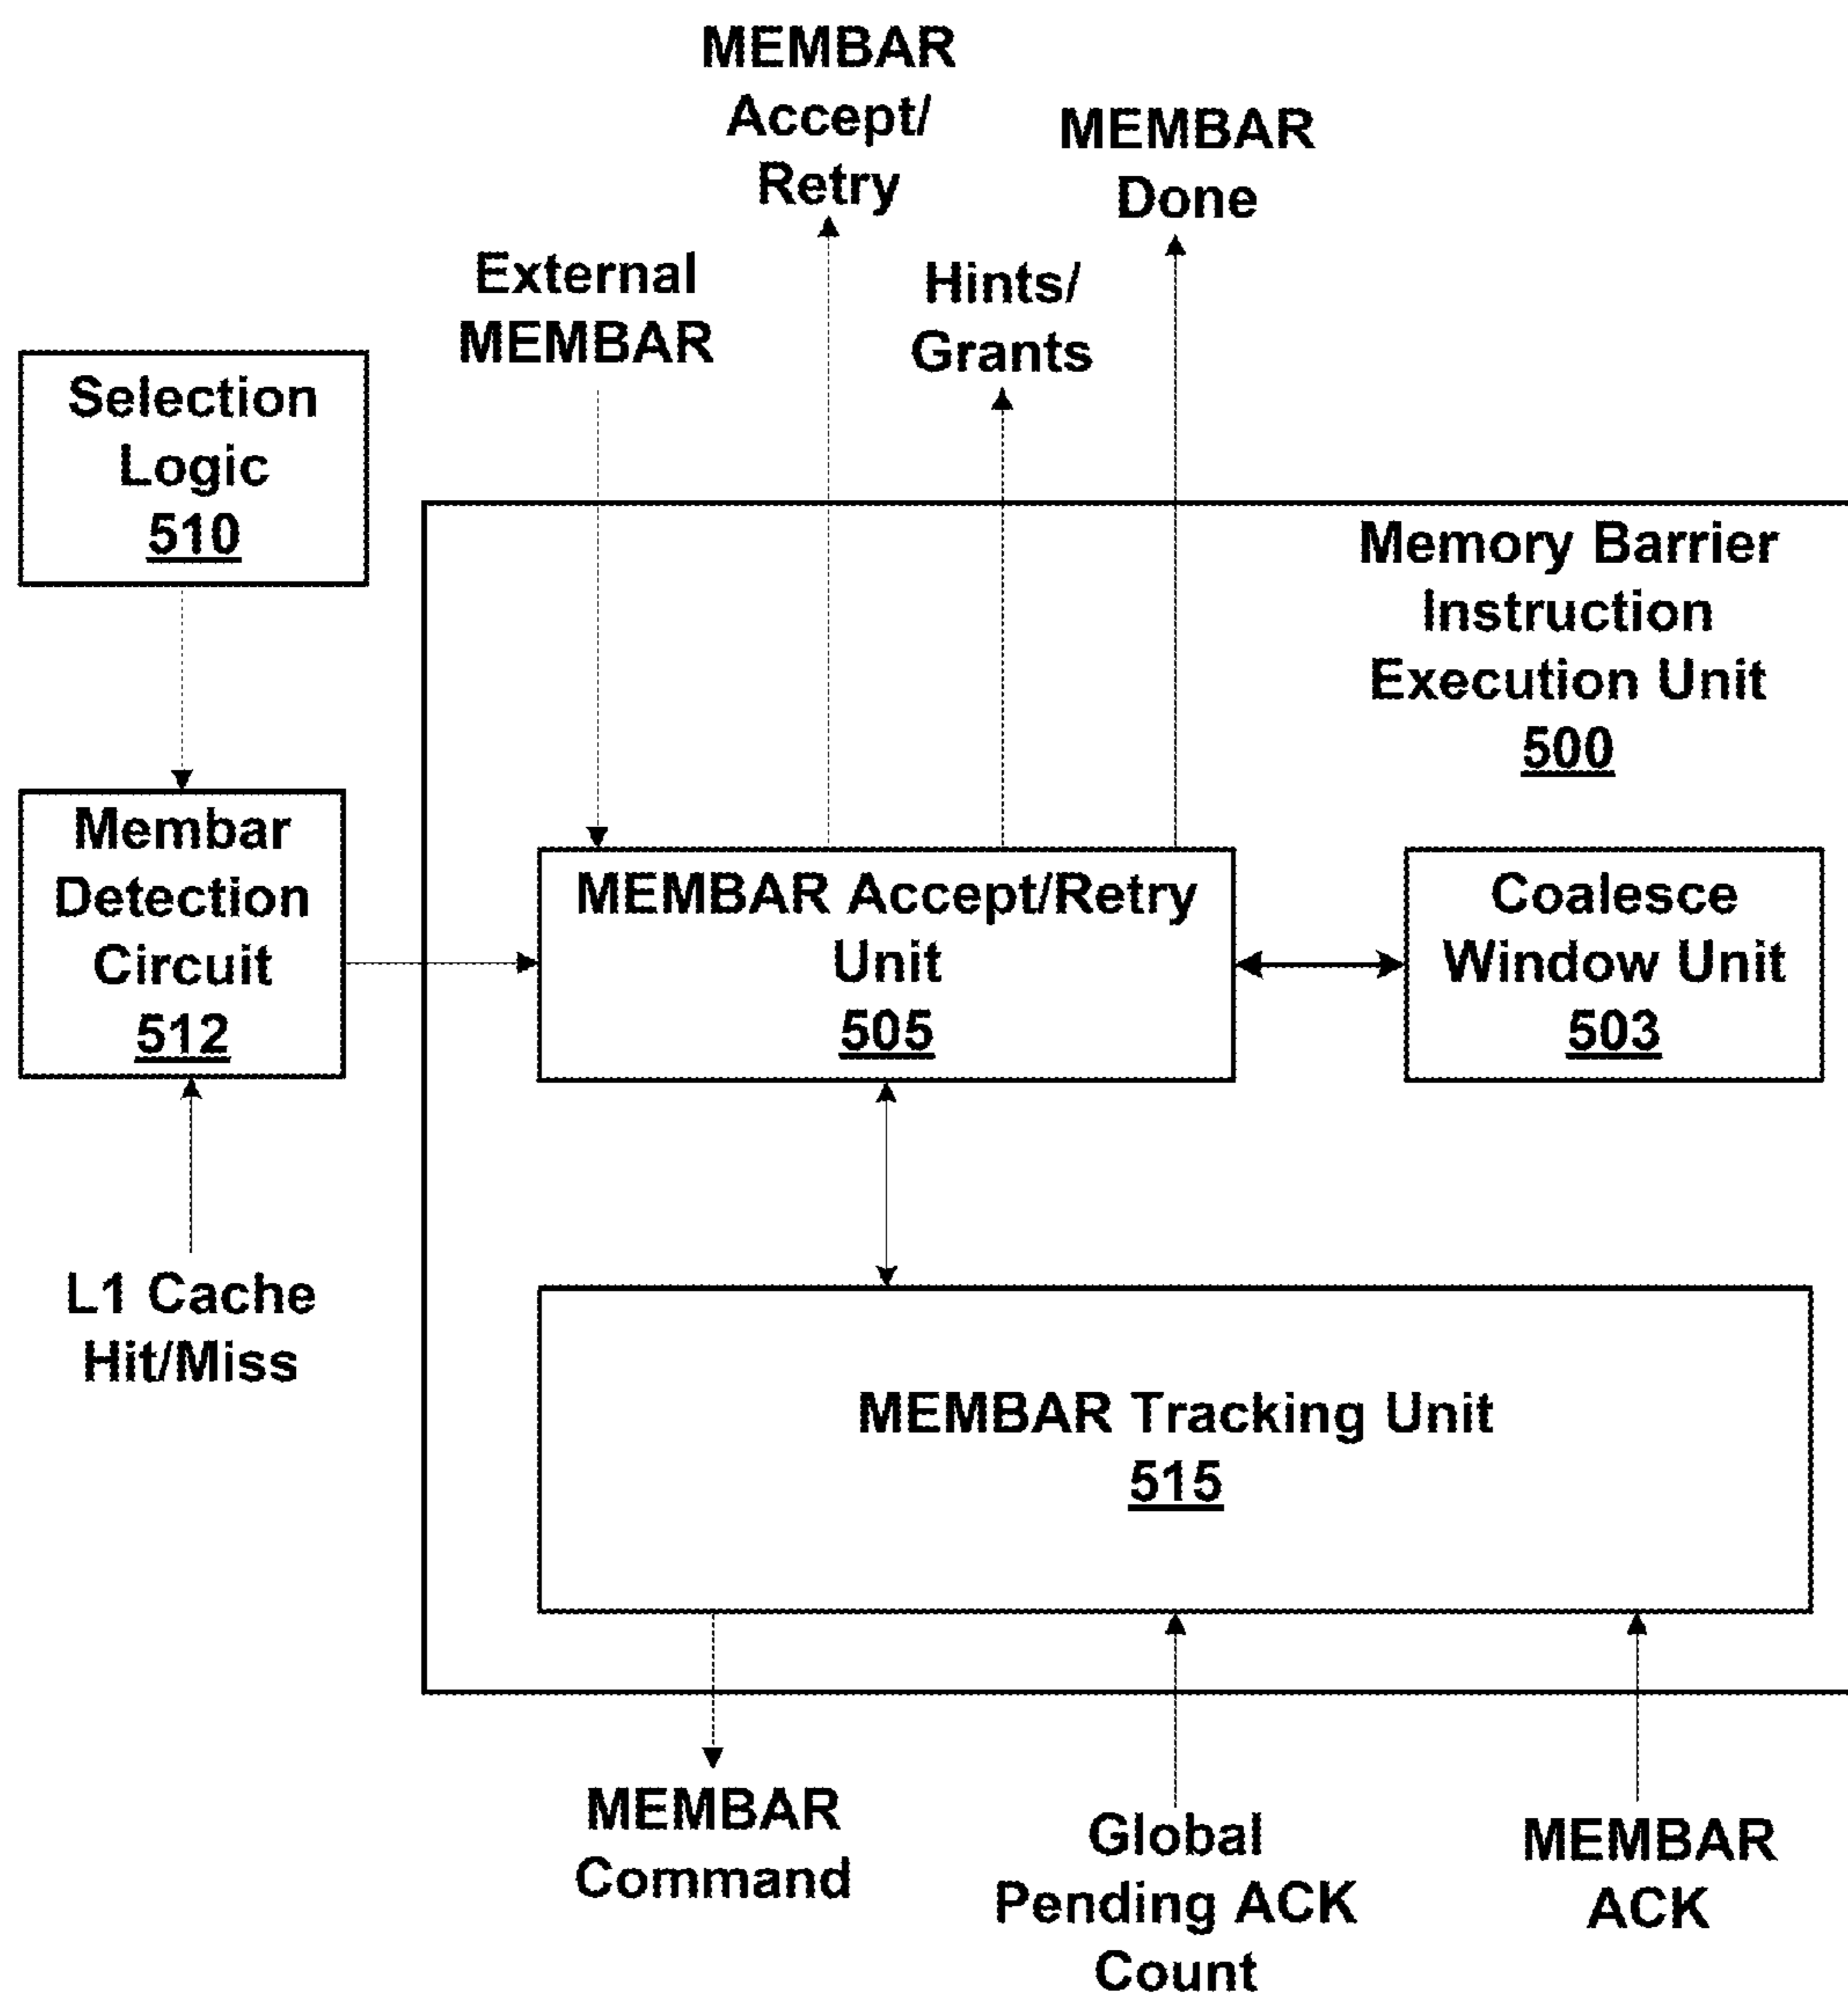 MEMBAR
Accept/
Retry
MEMBAR
Done
External
MEMBAR
Hints/
Grants
Selection
Logic
510
Memory Barrier
Instruction
Execution Unit
500
Membar
Detection
Circuit
512
MEMBAR Accept/Retry
Unit
505
Coalesce
Window Unit
503
L1 Cache
Hit/Miss
MEMBAR Tracking Unit
515
MEMBAR
Command
Global
Pending ACK
Count
MEMBAR
ACK